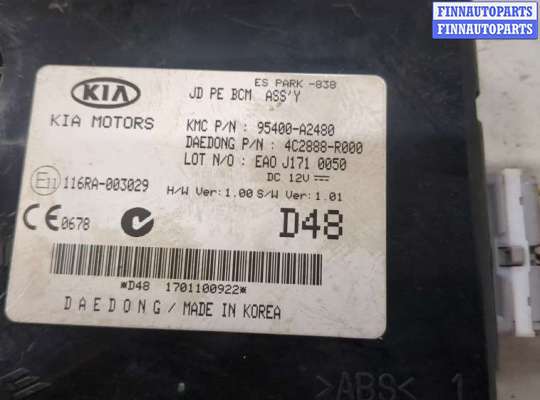 FINNAUTOPARTS
FINNAUTOPARTS
ES PARK -838
KIA
JD PE BCM ASS'Y
KIA MOTORS
KMC P/N : 95400-A2480
DAEDONG P/N : 4C2888-R000
LOT N/O : EAO J171 0050
DC 12V
E11 116RA-003029
H/W Ver: 1.00 S/W Ver: 1.01
CE 0678
D48
*D48 1701100922*
DAEDONG / MADE IN KOREA
>ABS< 1